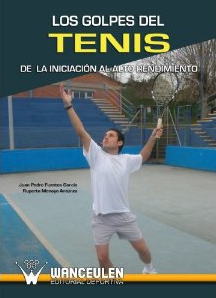 LOS GOLPES DEL
TENIS
DE LA INICIACIÓN AL ALTO RENDIMIENTO
Juan Pedro Fuentes García
Ruperto Menayo Antúnez
WANCEULEN
EDITORIAL DEPORTIVA